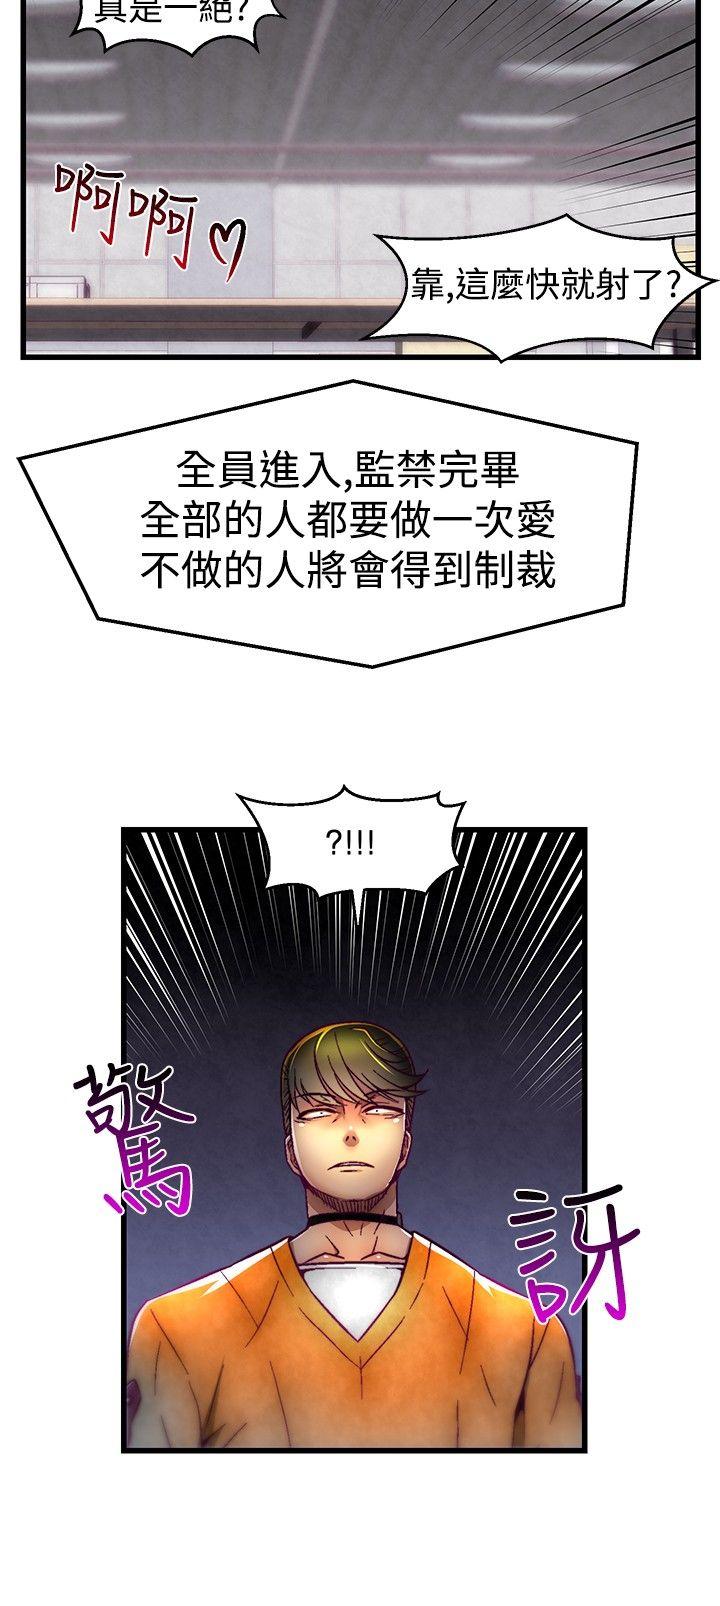 真是一絕?
啊啊♡
靠,這麼快就射了?
全員進入,監禁完畢
全部的人都要做一次愛
不做的人將會得到制裁
?!!!
驚
訝